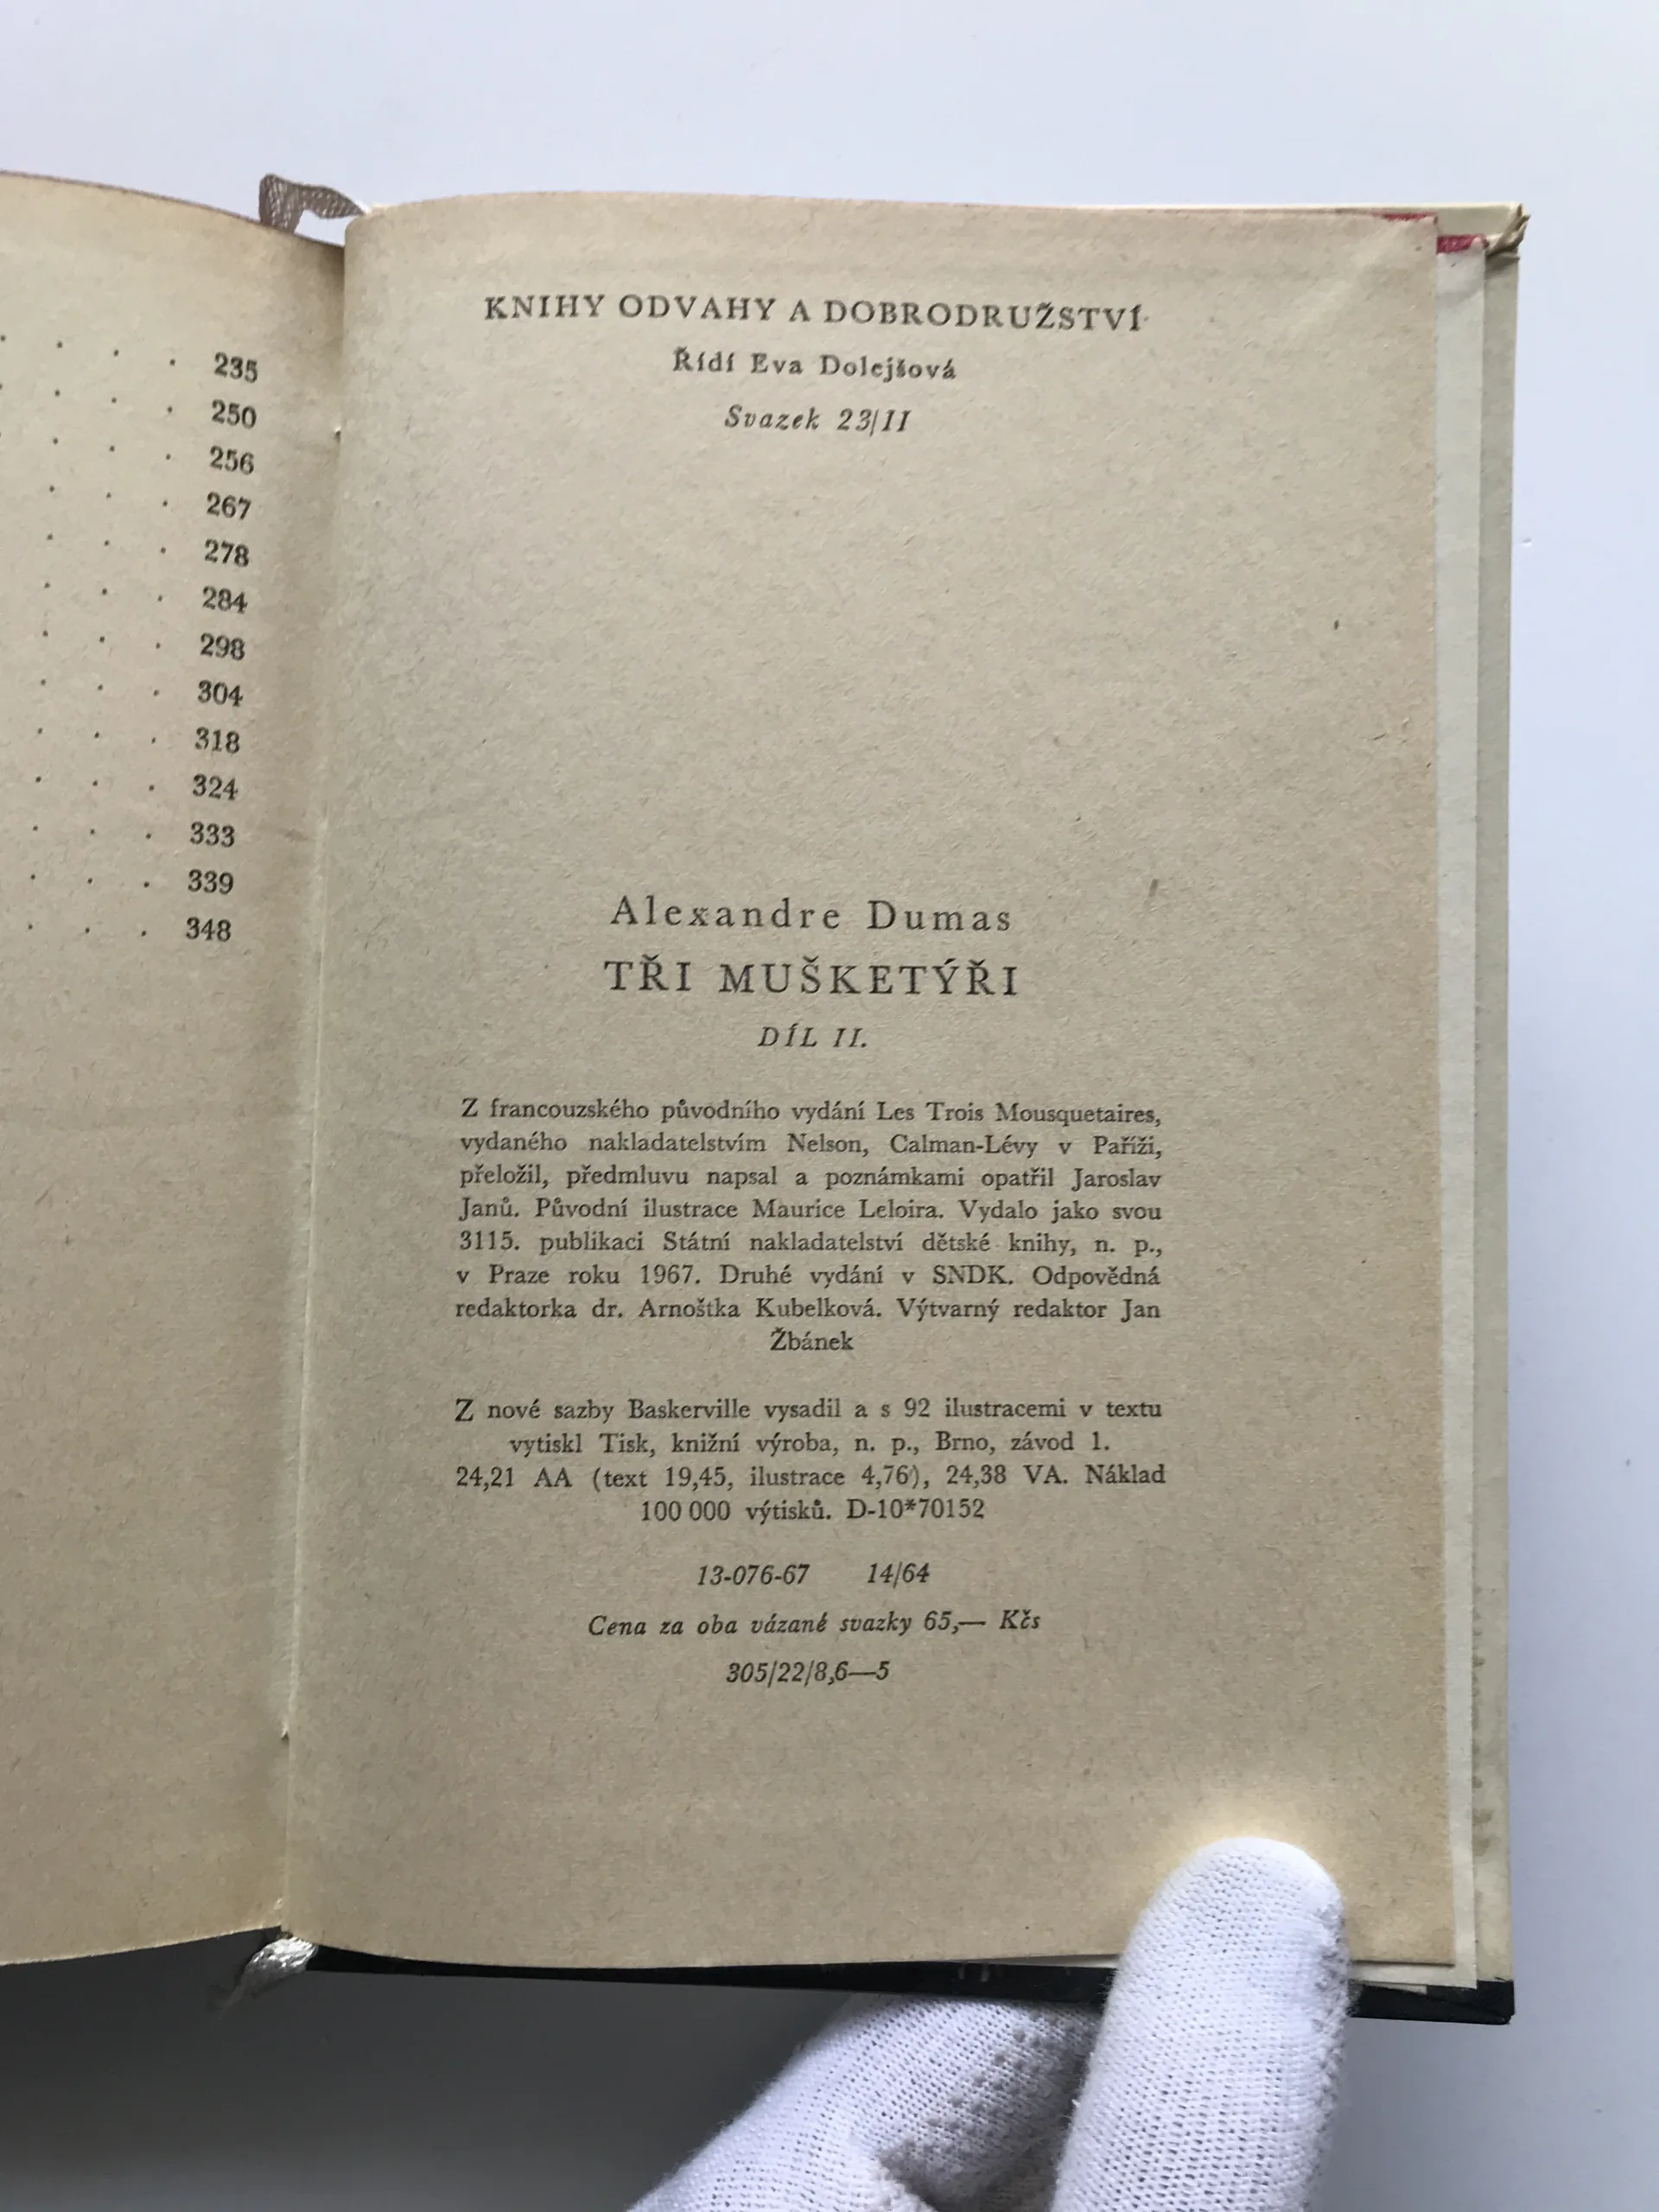 235
250
256
267
278
284
298
304
318
324
333
339
348
KNIHY ODVAHY A DOBRODRUŽSTVÍ
Řídí Eva Dolejšová
Svazek 23/II
Alexandre Dumas
TŘI MUŠKETÝŘI
DÍL II.
Z francouzského původního vydání Les Trois Mousquetaires,
vydaného nakladatelstvím Nelson, Calman-Lévy v Paříži,
přeložil, předmluvu napsal a poznámkami opatřil Jaroslav
Janů. Původní ilustrace Maurice Leloira. Vydalo jako svou
3115. publikaci Státní nakladatelství dětské knihy, n. p.,
v Praze roku 1967. Druhé vydání v SNDK. Odpovědná
redaktorka dr. Arnoštka Kubelková. Výtvarný redaktor Jan
Žbánek
Z nové sazby Baskerville vysadil a s 92 ilustracemi v textu
vytiskl Tisk, knižní výroba, n. p., Brno, závod 1.
24,21 AA (text 19,45, ilustrace 4,76), 24,38 VA. Náklad
100 000 výtisků. D-10*70152
13-076-67 14/64
Cena za oba vázané svazky 65,— Kčs
305/22/8,6—5